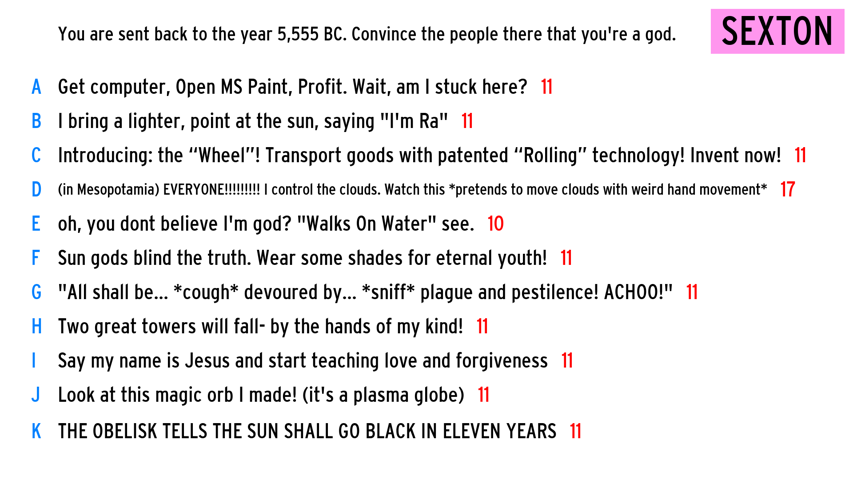 You are sent back to the year 5,555 BC. Convince the people there that you're a god.
SEXTON
A Get computer, Open MS Paint, Profit. Wait, am I stuck here? 11
B I bring a lighter, point at the sun, saying "I'm Ra" 11
C Introducing: the “Wheel”! Transport goods with patented “Rolling” technology! Invent now! 11
D (in Mesopotamia) EVERYONE!!!!!!!!! I control the clouds. Watch this *pretends to move clouds with weird hand movement* 17
E oh, you dont believe I'm god? "Walks On Water" see. 10
F Sun gods blind the truth. Wear some shades for eternal youth! 11
G "All shall be... *cough* devoured by... *sniff* plague and pestilence! ACHOO!" 11
H Two great towers will fall- by the hands of my kind! 11
I Say my name is Jesus and start teaching love and forgiveness 11
J Look at this magic orb I made! (it's a plasma globe) 11
K THE OBELISK TELLS THE SUN SHALL GO BLACK IN ELEVEN YEARS 11